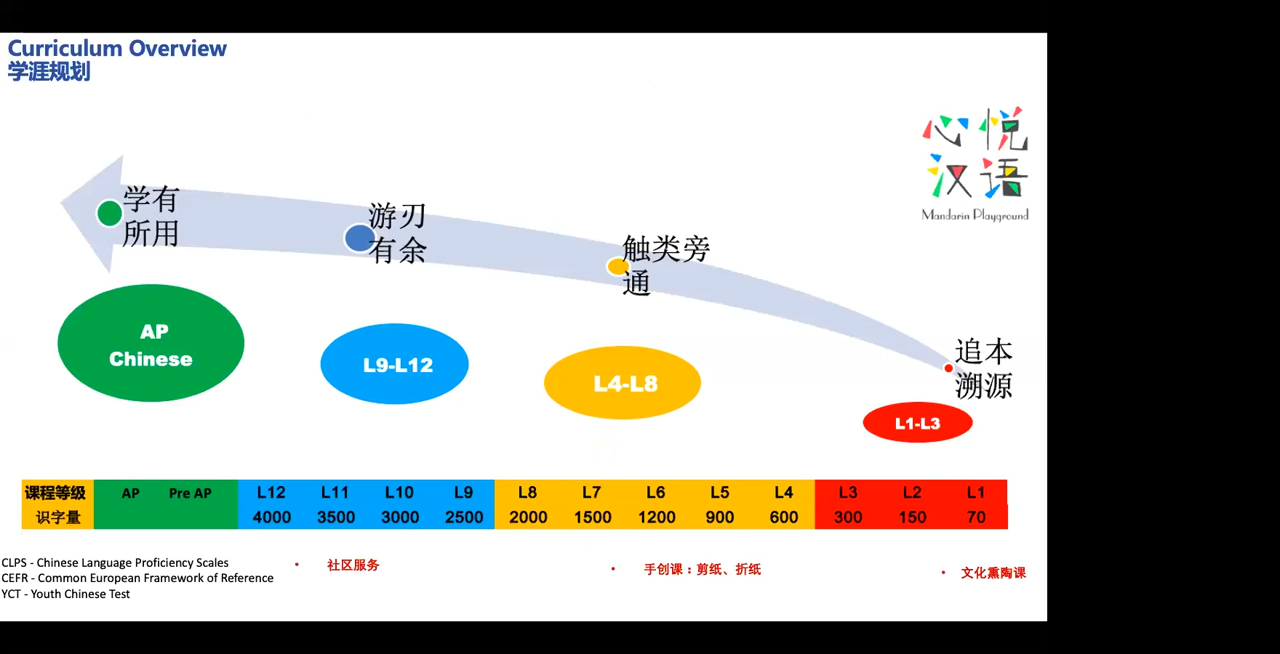 Curriculum Overview
学涯规划
心悦
汉语
Mandarin Playground
学有
所用
游刃
有余
触类旁
通
追本
溯源
AP
Chinese
L9-L12
L4-L8
L1-L3
课程等级 AP Pre AP L12 L11 L10 L9 L8 L7 L6 L5 L4 L3 L2 L1
识字量 4000 3500 3000 2500 2000 1500 1200 900 600 300 150 70
CLPS - Chinese Language Proficiency Scales
CEFR - Common European Framework of Reference
YCT - Youth Chinese Test
• 社区服务
• 手创课：剪纸、折纸
• 文化熏陶课